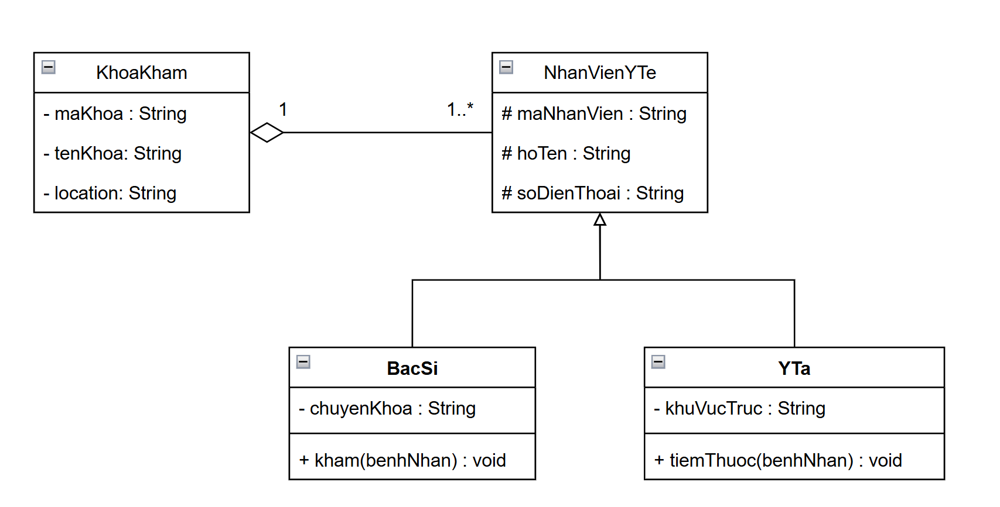 KhoaKham
- maKhoa : String
- tenKhoa: String
- location: String
1
1..*
NhanVienYTe
# maNhanVien : String
# hoTen : String
# soDienThoai : String
BacSi
- chuyenKhoa : String
+ kham(benhNhan) : void
YTa
- khuVucTruc : String
+ tiemThuoc(benhNhan) : void